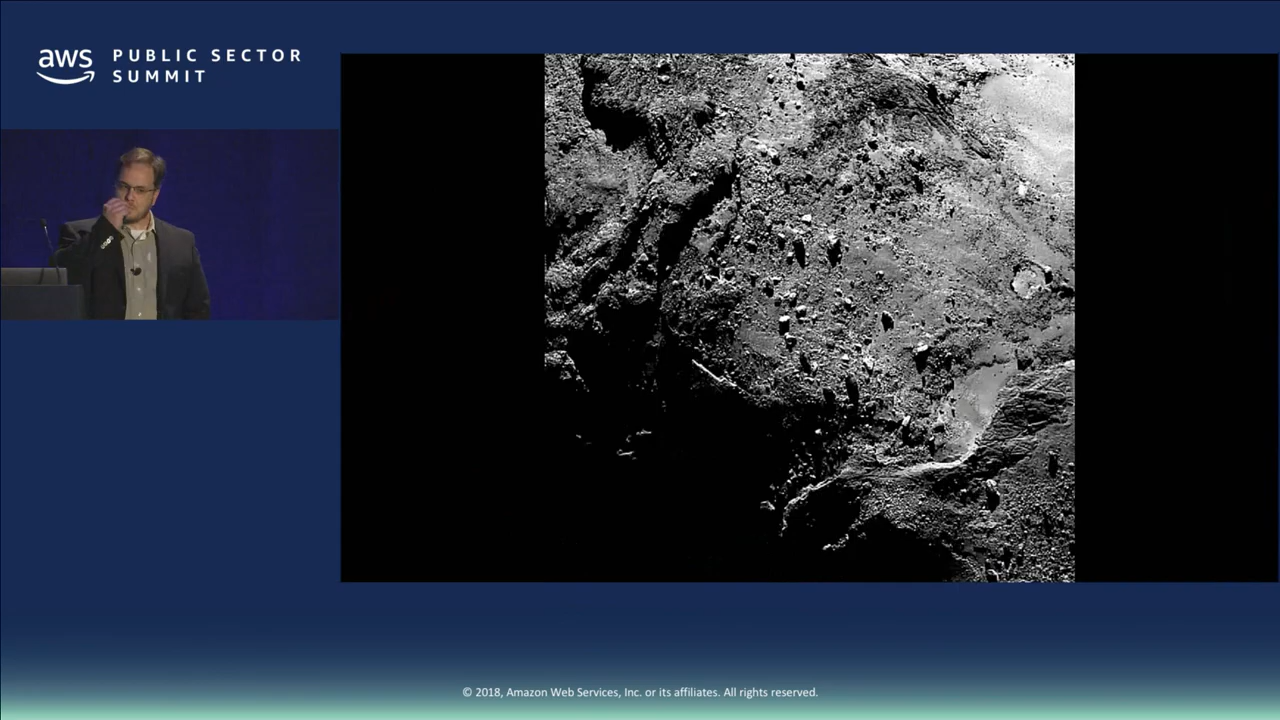 aws PUBLIC SECTOR
SUMMIT
© 2018, Amazon Web Services, Inc. or its affiliates. All rights reserved.